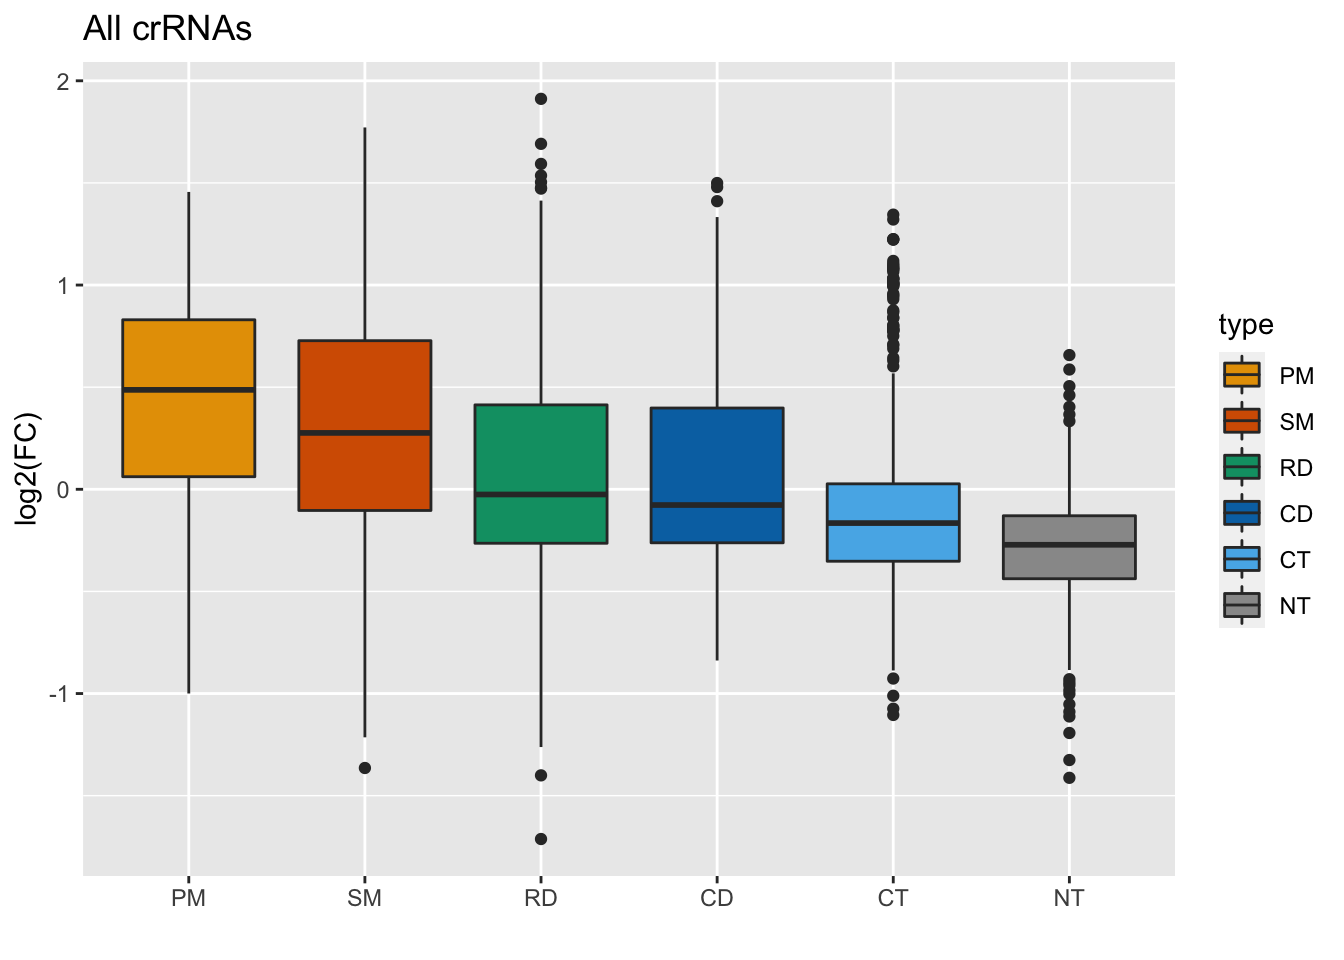 All crRNAs
log2(FC)
2
1
0
-1
PM SM RD CD CT NT
type
PM
SM
RD
CD
CT
NT